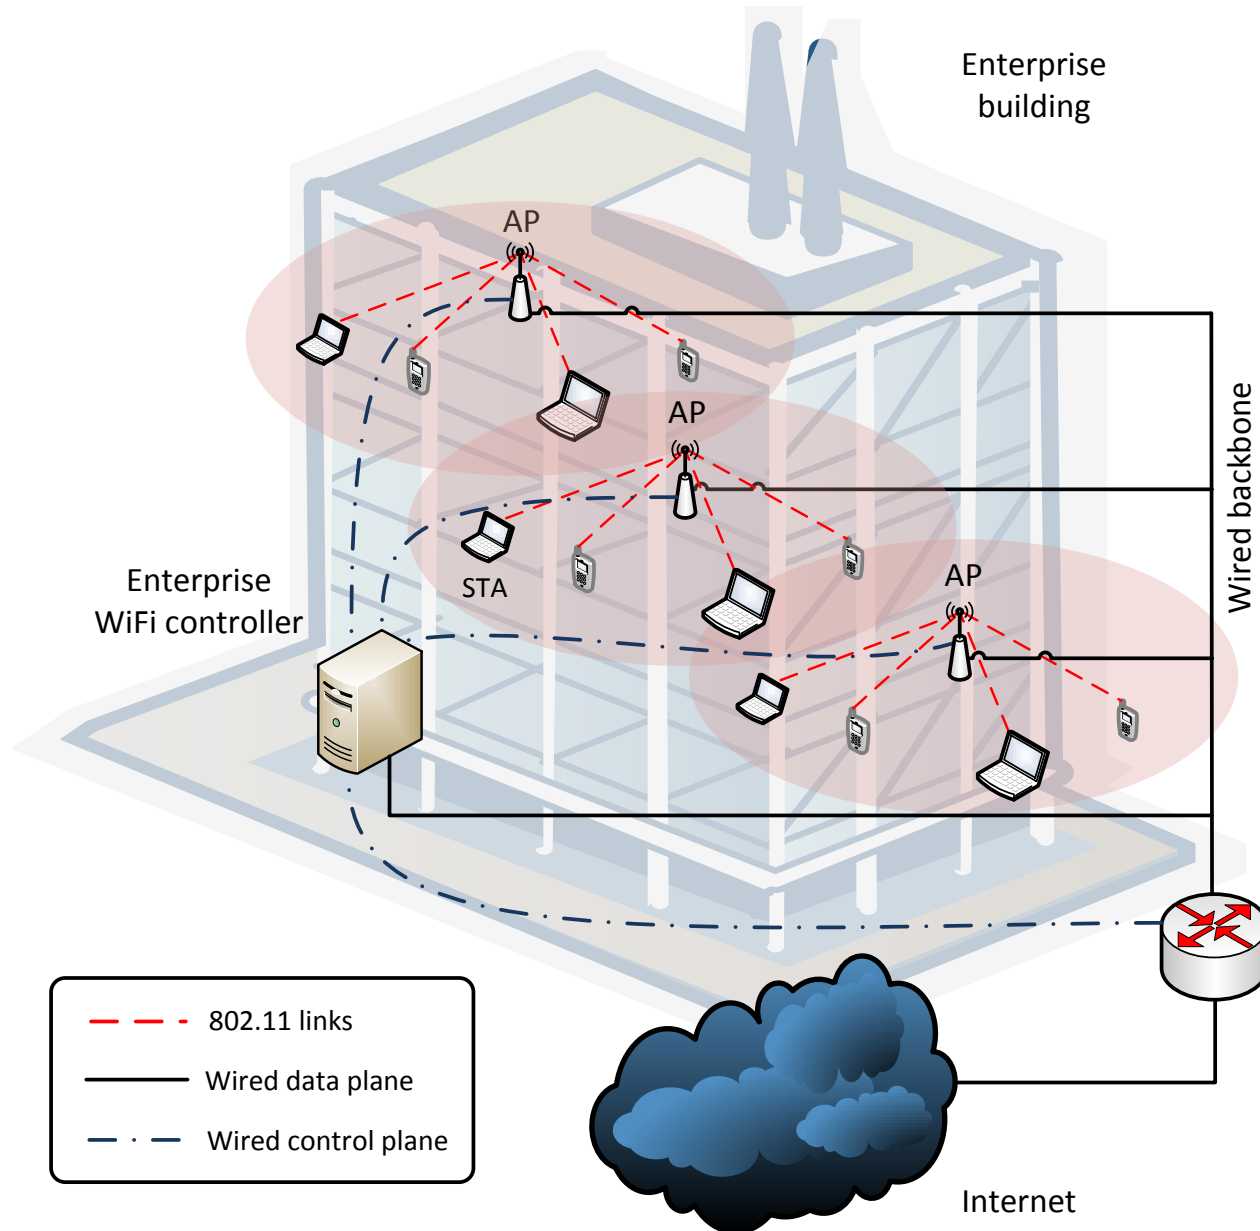 Enterprise
building
AP
AP
Wired backbone
AP
STA
Enterprise
WiFi controller
802.11 links
Wired data plane
Wired control plane
Internet